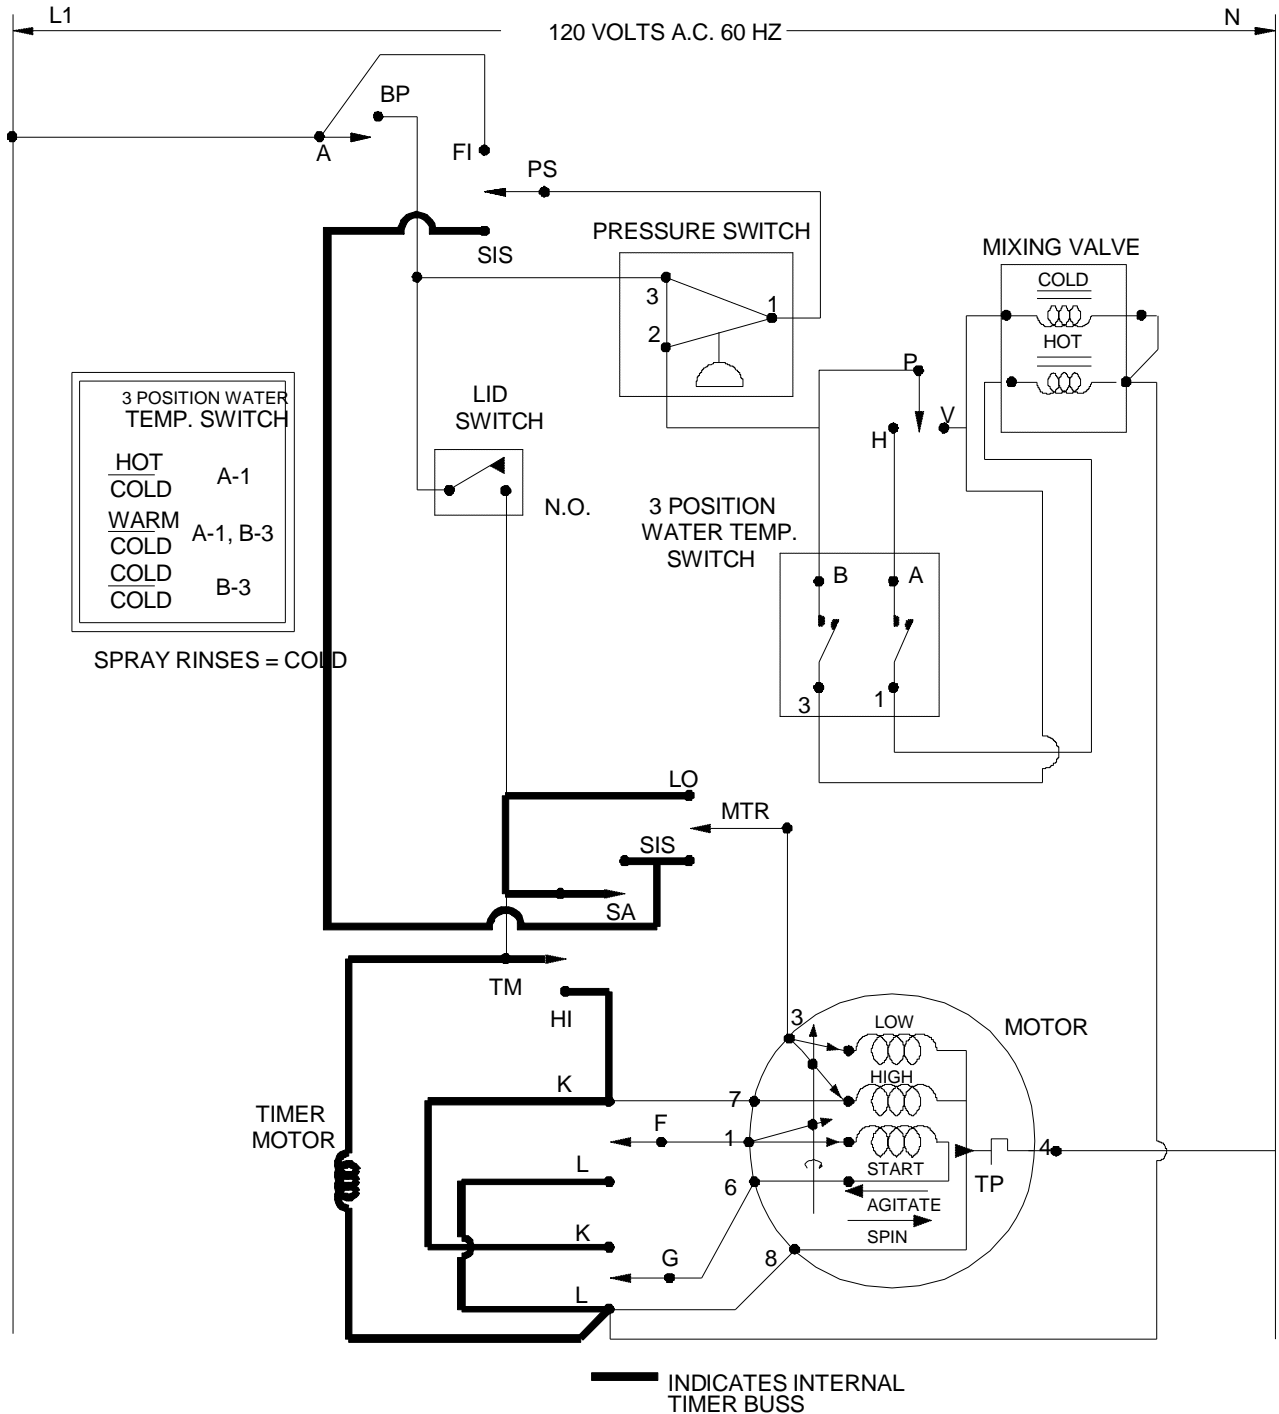 L1
N
120 VOLTS A.C. 60 HZ
BP
A
FI
PS
SIS
PRESSURE SWITCH
3
1
2
MIXING VALVE
COLD
HOT
P
H
V
3 POSITION WATER
TEMP. SWITCH
HOT
COLD
A-1
WARM
COLD
A-1, B-3
COLD
COLD
B-3
SPRAY RINSES = COLD
LID
SWITCH
N.O.
3 POSITION
WATER TEMP.
SWITCH
B
A
3
1
LO
MTR
SIS
SA
TM
HI
3
LOW
MOTOR
HIGH
K
7
TIMER
MOTOR
F
1
4
L
START
6
TP
AGITATE
SPIN
K
G
8
L
INDICATES INTERNAL
TIMER BUSS